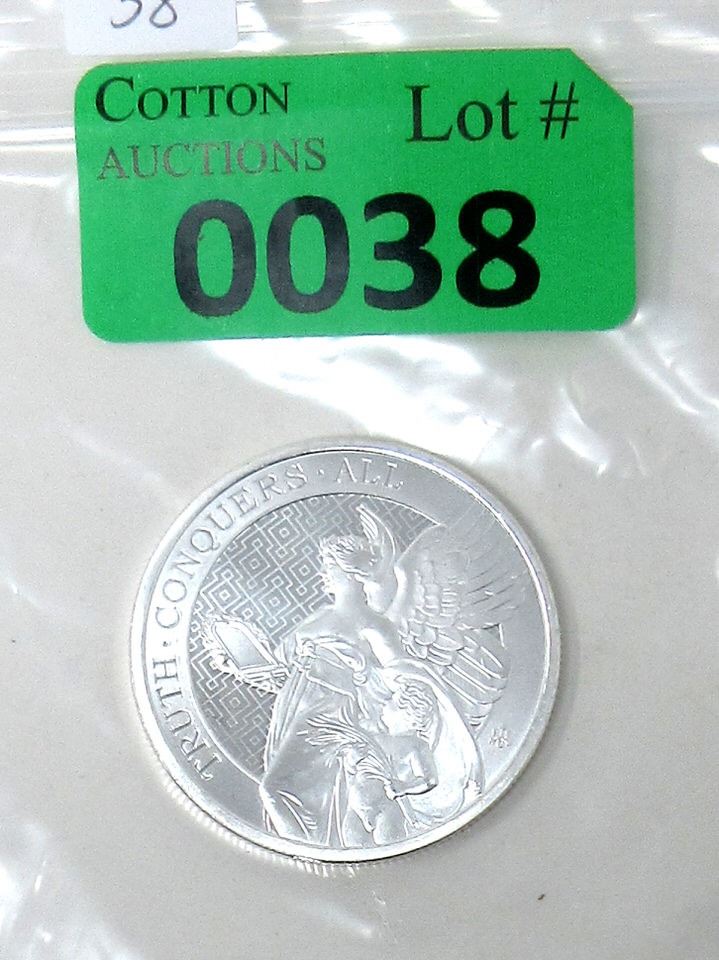 38
COTTON
AUCTIONS
Lot #
0038
TRUTH · CONQUERS · ALL